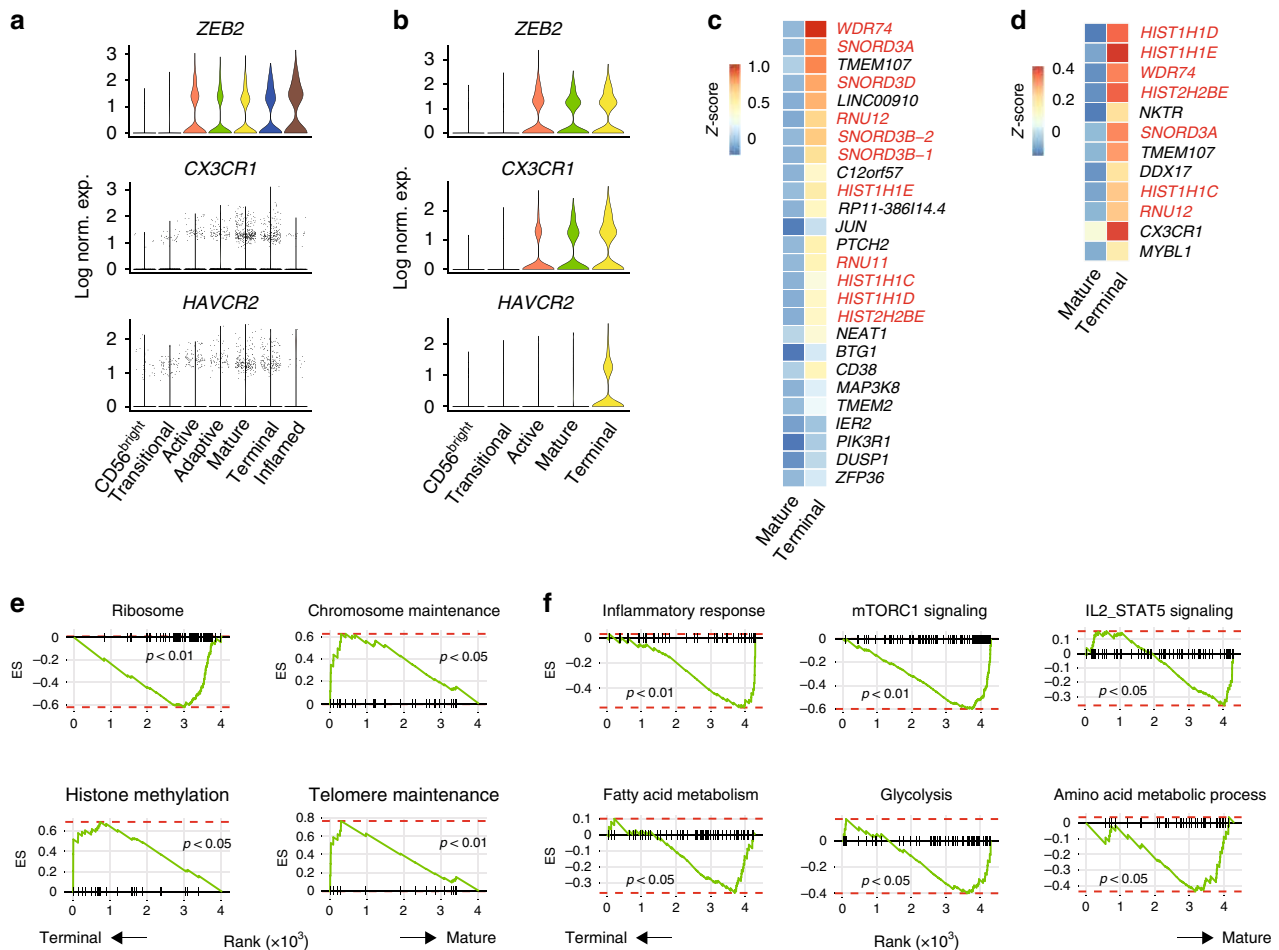 a
ZEB2
3
2
1
0
CX3CR1
3
2
1
0
HAVCR2
2
1
0
Log norm. exp.
CD56bright
Transitional
Active
Adaptive
Mature
Terminal
Inflamed
b
ZEB2
3
2
1
0
CX3CR1
2
1
0
HAVCR2
2
1
0
Log norm. exp.
CD56bright
Transitional
Active
Mature
Terminal
c
1.0
0.5
0
Z-score
WDR74
SNORD3A
TMEM107
SNORD3D
LINC00910
RNU12
SNORD3B−2
SNORD3B−1
C12orf57
HIST1H1E
RP11-386I14.4
JUN
PTCH2
RNU11
HIST1H1C
HIST1H1D
HIST2H2BE
NEAT1
BTG1
CD38
MAP3K8
TMEM2
IER2
PIK3R1
DUSP1
ZFP36
Mature
Terminal
d
0.4
0.2
0
Z-score
HIST1H1D
HIST1H1E
WDR74
HIST2H2BE
NKTR
SNORD3A
TMEM107
DDX17
HIST1H1C
RNU12
CX3CR1
MYBL1
Mature
Terminal
e
Ribosome
0
−0.2
−0.4
−0.6
ES
p < 0.01
0 1 2 3 4
Chromosome maintenance
0.6
0.4
0.2
0
p < 0.05
0 1 2 3 4
Histone methylation
0.6
0.4
0.2
0
ES
p < 0.05
0 1 2 3 4
Telomere maintenance
0.8
0.6
0.4
0.2
0
p < 0.01
0 1 2 3 4
Terminal
Rank (×10³)
Mature
f
Inflammatory response
0
−0.2
−0.4
ES
p < 0.01
0 1 2 3 4
mTORC1 signaling
0
−0.2
−0.4
−0.6
p < 0.01
0 1 2 3 4
IL2_STAT5 signaling
0.1
0
−0.1
−0.2
−0.3
p < 0.05
0 1 2 3 4
Fatty acid metabolism
0.1
0
−0.1
−0.2
−0.3
ES
p < 0.05
0 1 2 3 4
Glycolysis
0
−0.2
−0.4
p < 0.05
0 1 2 3 4
Amino acid metabolic process
0
−0.1
−0.2
−0.3
−0.4
p < 0.05
0 1 2 3 4
Terminal
Rank (×10³)
Mature